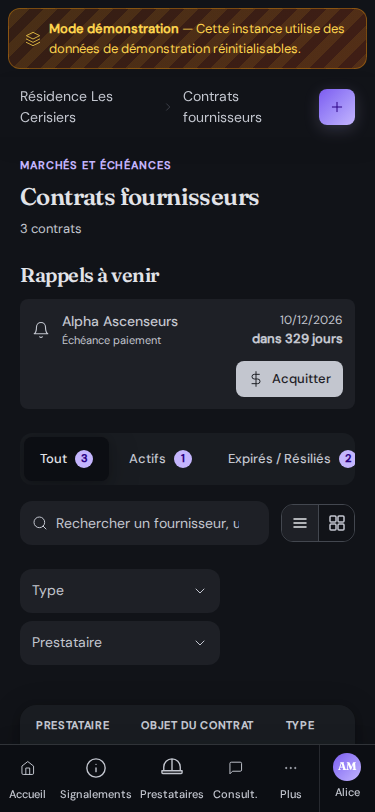 Mode démonstration — Cette instance utilise des
données de démonstration réinitialisables.
Résidence Les
Cerisiers
Contrats
fournisseurs
MARCHÉS ET ÉCHÉANCES
Contrats fournisseurs
3 contrats
Rappels à venir
Alpha Ascenseurs
10/12/2026
Échéance paiement
dans 329 jours
Acquitter
Tout 3
Actifs 1
Expirés / Résiliés 2
Rechercher un fournisseur, u
Type
Prestataire
PRESTATAIRE
OBJET DU CONTRAT
TYPE
AM
Accueil
Signalements
Prestataires
Consult.
Plus
Alice